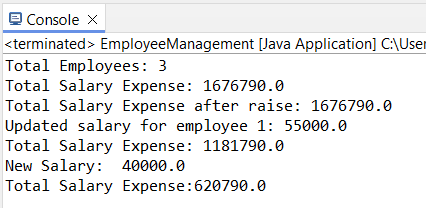 Console ×
<terminated> EmployeeManagement [Java Application] C:\User
Total Employees: 3
Total Salary Expense: 1676790.0
Total Salary Expense after raise: 1676790.0
Updated salary for employee 1: 55000.0
Total Salary Expense: 1181790.0
New Salary:  40000.0
Total Salary Expense:620790.0